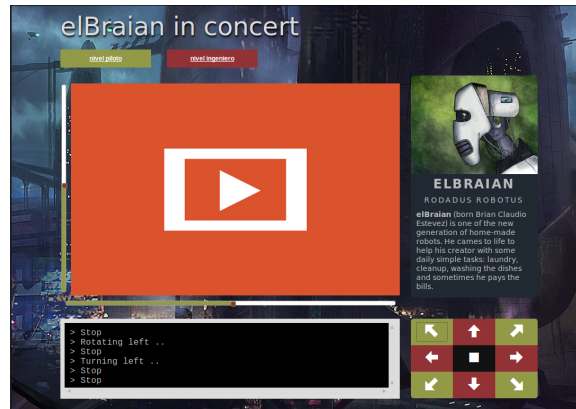 elBraian in concert
nivel piloto
nivel ingeniero
ELBRAIAN
RODADUS ROBOTUS
elBraian (born Brian Claudio
Estevez) is one of the new
generation of home-made
robots. He cames to life to
help his creator with some
daily simple tasks: laundry,
cleanup, washing the dishes
and sometimes he pays the
bills.
> Stop
> Rotating left ..
> Stop
> Turning left ..
> Stop
> Stop